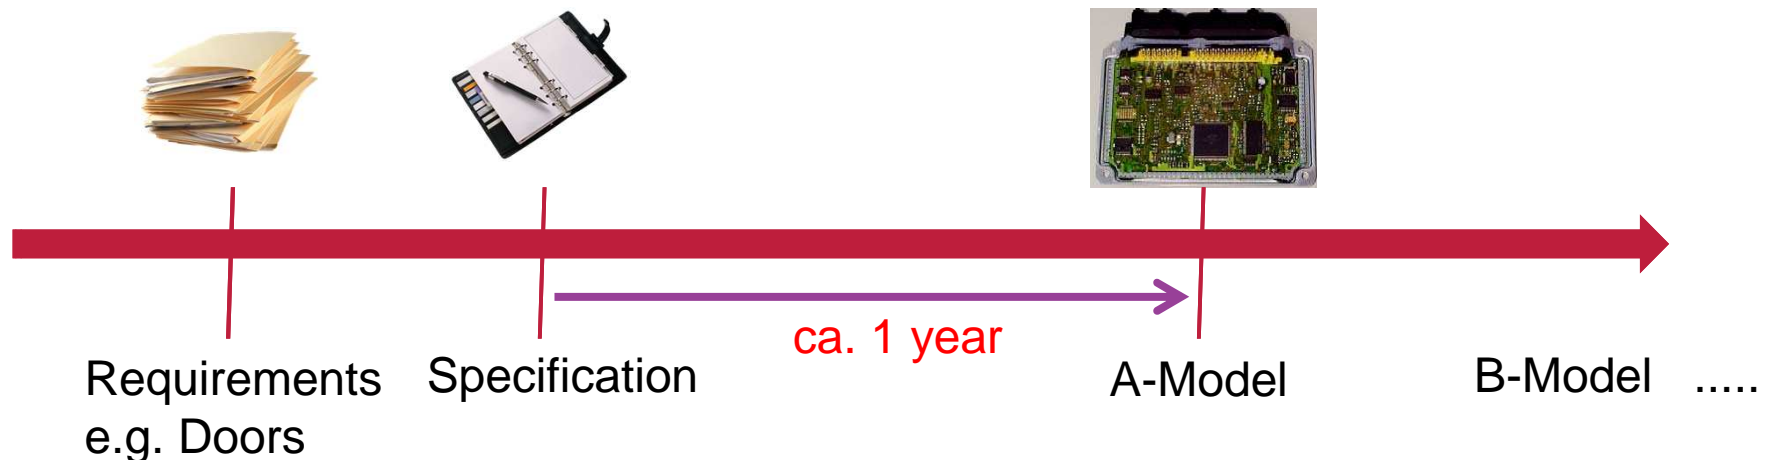 ca. 1 year
Requirements
e.g. Doors
Specification
A-Model
B-Model .....